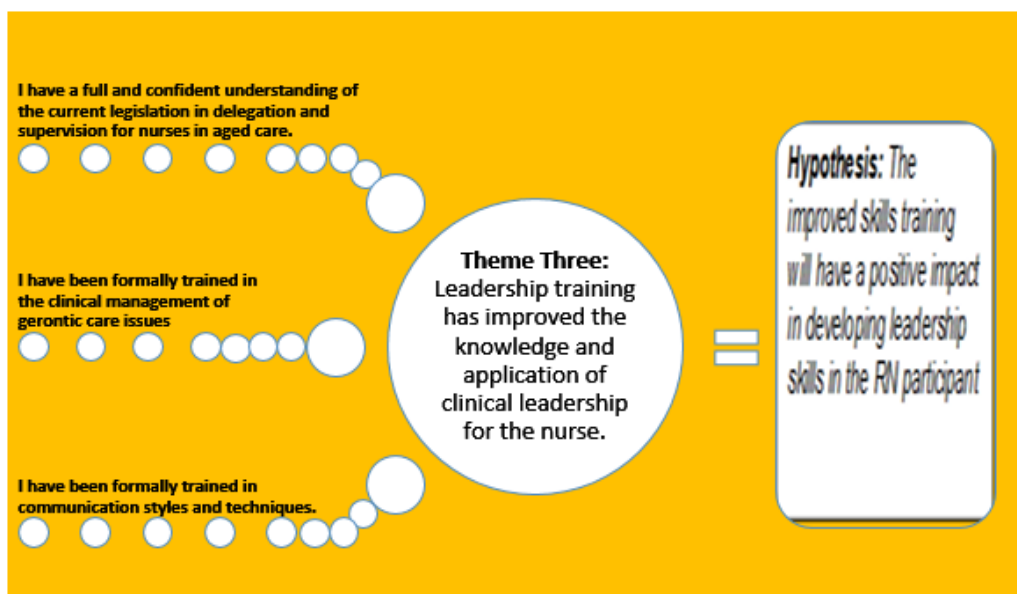 I have a full and confident understanding of
the current legislation in delegation and
supervision for nurses in aged care.
I have been formally trained in
the clinical management of
gerontic care issues
I have been formally trained in
communication styles and techniques.
Theme Three:
Leadership training
has improved the
knowledge and
application of
clinical leadership
for the nurse.
Hypothesis: The
improved skills training
will have a positive impact
in developing leadership
skills in the RN participant